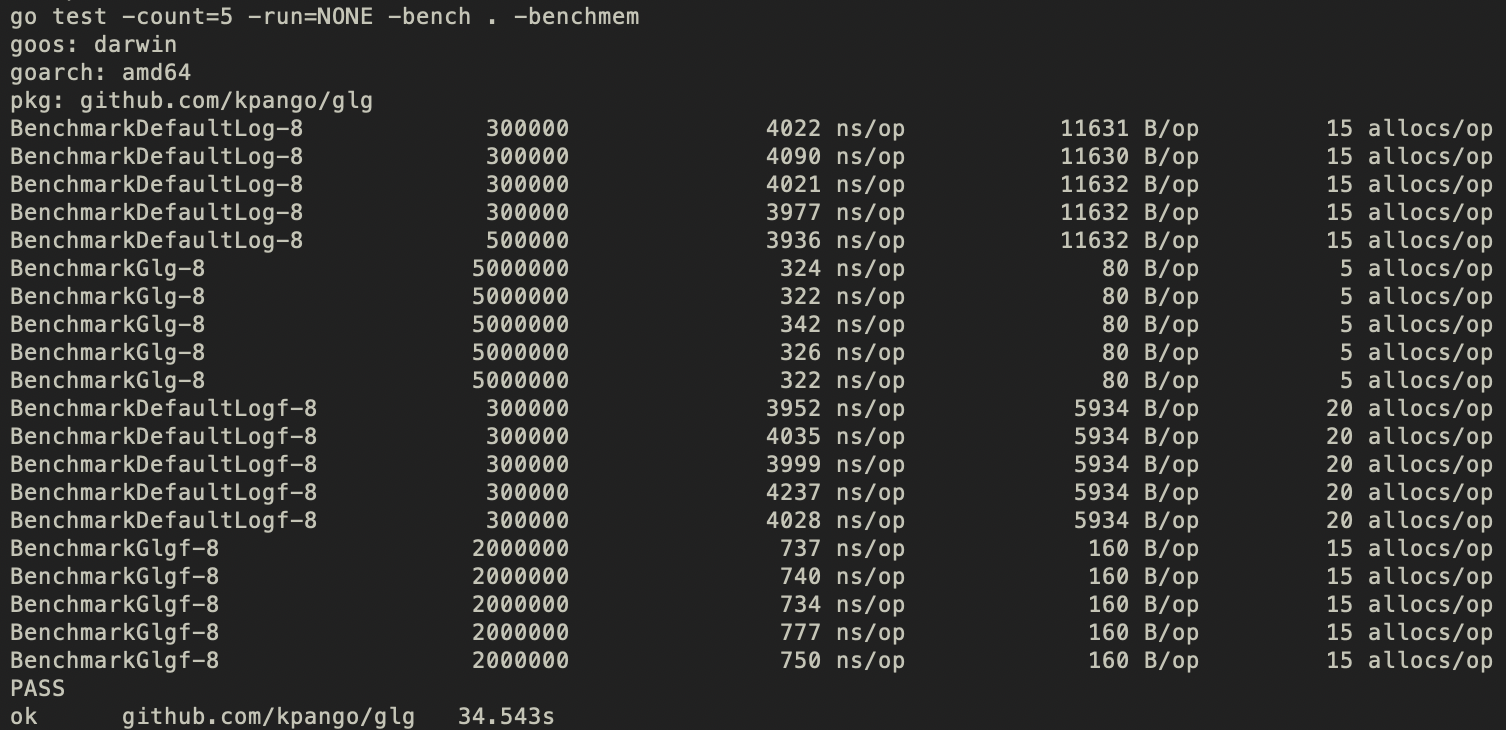 go test -count=5 -run=NONE -bench . -benchmem
goos: darwin
goarch: amd64
pkg: github.com/kpango/glg
BenchmarkDefaultLog-8 300000 4022 ns/op 11631 B/op 15 allocs/op
BenchmarkDefaultLog-8 300000 4090 ns/op 11630 B/op 15 allocs/op
BenchmarkDefaultLog-8 300000 4021 ns/op 11632 B/op 15 allocs/op
BenchmarkDefaultLog-8 300000 3977 ns/op 11632 B/op 15 allocs/op
BenchmarkDefaultLog-8 500000 3936 ns/op 11632 B/op 15 allocs/op
BenchmarkGlg-8 5000000 324 ns/op 80 B/op 5 allocs/op
BenchmarkGlg-8 5000000 322 ns/op 80 B/op 5 allocs/op
BenchmarkGlg-8 5000000 342 ns/op 80 B/op 5 allocs/op
BenchmarkGlg-8 5000000 326 ns/op 80 B/op 5 allocs/op
BenchmarkGlg-8 5000000 322 ns/op 80 B/op 5 allocs/op
BenchmarkDefaultLogf-8 300000 3952 ns/op 5934 B/op 20 allocs/op
BenchmarkDefaultLogf-8 300000 4035 ns/op 5934 B/op 20 allocs/op
BenchmarkDefaultLogf-8 300000 3999 ns/op 5934 B/op 20 allocs/op
BenchmarkDefaultLogf-8 300000 4237 ns/op 5934 B/op 20 allocs/op
BenchmarkDefaultLogf-8 300000 4028 ns/op 5934 B/op 20 allocs/op
BenchmarkGlgf-8 2000000 737 ns/op 160 B/op 15 allocs/op
BenchmarkGlgf-8 2000000 740 ns/op 160 B/op 15 allocs/op
BenchmarkGlgf-8 2000000 734 ns/op 160 B/op 15 allocs/op
BenchmarkGlgf-8 2000000 777 ns/op 160 B/op 15 allocs/op
BenchmarkGlgf-8 2000000 750 ns/op 160 B/op 15 allocs/op
PASS
ok github.com/kpango/glg 34.543s